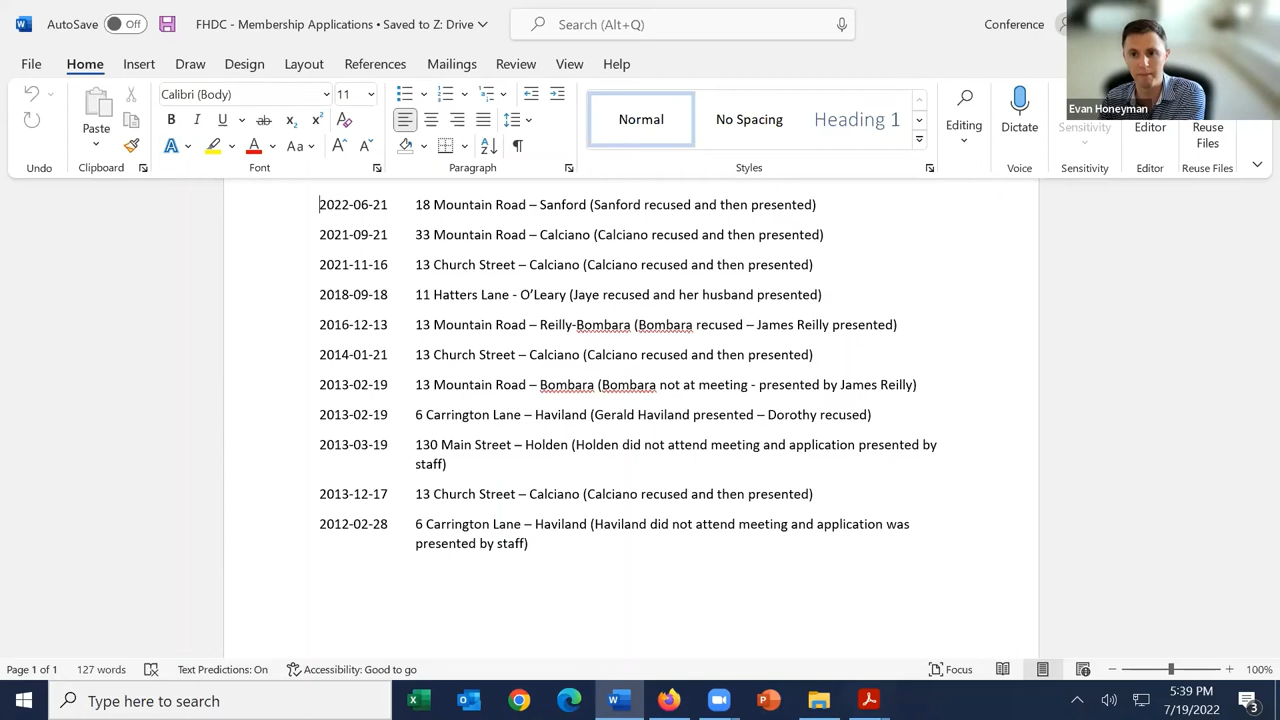 AutoSave Off FHDC - Membership Applications • Saved to Z: Drive Search (Alt+Q) Conference
File Home Insert Draw Design Layout References Mailings Review View Help
Evan Honeyman
Calibri (Body) 11
Paste
B I U ab x₂ x²
A A Aa A A
Normal No Spacing Heading 1
Editing Dictate Sensitivity Editor Reuse Files
Undo Clipboard Font Paragraph Styles Voice Sensitivity Editor Reuse Files
2022-06-21 18 Mountain Road – Sanford (Sanford recused and then presented)
2021-09-21 33 Mountain Road – Calciano (Calciano recused and then presented)
2021-11-16 13 Church Street – Calciano (Calciano recused and then presented)
2018-09-18 11 Hatters Lane - O’Leary (Jaye recused and her husband presented)
2016-12-13 13 Mountain Road – Reilly-Bombara (Bombara recused – James Reilly presented)
2014-01-21 13 Church Street – Calciano (Calciano recused and then presented)
2013-02-19 13 Mountain Road – Bombara (Bombara not at meeting - presented by James Reilly)
2013-02-19 6 Carrington Lane – Haviland (Gerald Haviland presented – Dorothy recused)
2013-03-19 130 Main Street – Holden (Holden did not attend meeting and application presented by
staff)
2013-12-17 13 Church Street – Calciano (Calciano recused and then presented)
2012-02-28 6 Carrington Lane – Haviland (Haviland did not attend meeting and application was
presented by staff)
Page 1 of 1 127 words Text Predictions: On Accessibility: Good to go Focus 100%
Type here to search
5:39 PM
7/19/2022
3